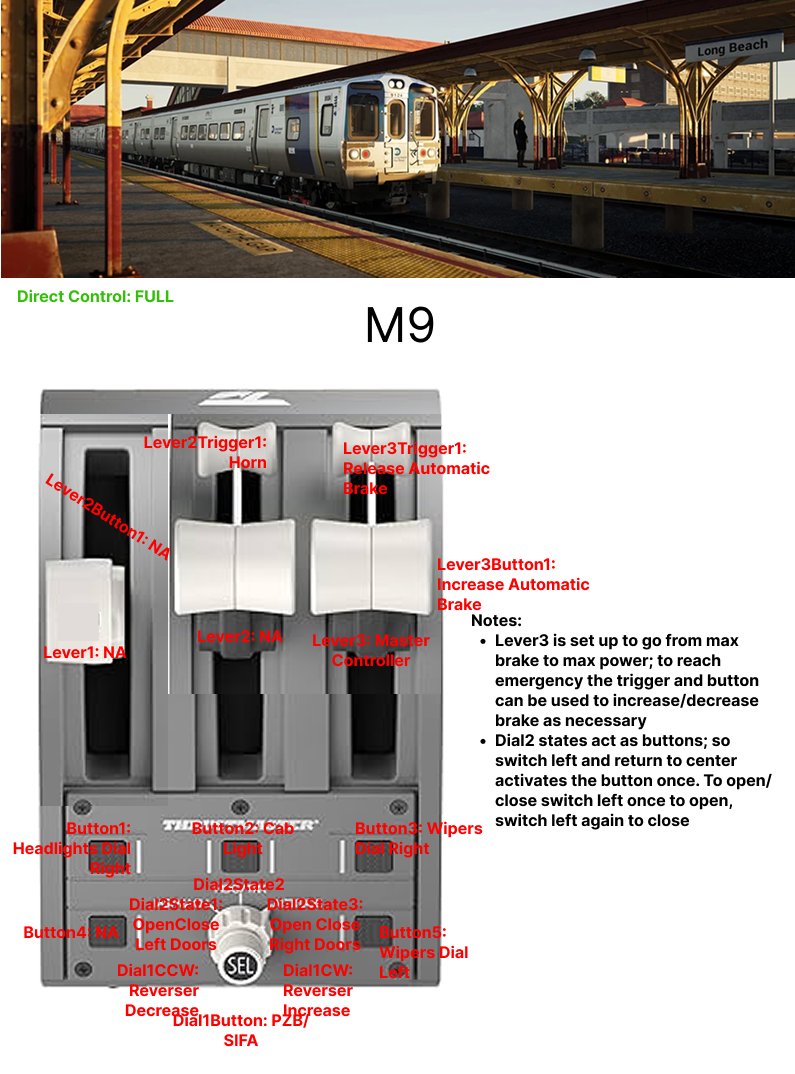 Long Beach
Direct Control: FULL
M9
Lever2Trigger1:
Horn
Lever3Trigger1:
Release Automatic
Brake
Lever2Button1: NA
Lever3Button1:
Increase Automatic
Brake
Lever1: NA
Lever2: NA
Lever3: Master
Controller
Notes:
• Lever3 is set up to go from max
brake to max power; to reach
emergency the trigger and button
can be used to increase/decrease
brake as necessary
• Dial2 states act as buttons; so
switch left and return to center
activates the button once. To open/
close switch left once to open,
switch left again to close
THRUSTMASTER
Button1:
Headlights Dial
Right
Button2: Cab
Light
Button3: Wipers
Dial Right
Dial2State2
Dial2State1:
OpenClose
Left Doors
Dial2State3:
Open Close
Right Doors
Button4: NA
Button5:
Wipers Dial
Left
SEL
Dial1CCW:
Reverser
Decrease
Dial1CW:
Reverser
Increase
Dial1Button: PZB/
SIFA